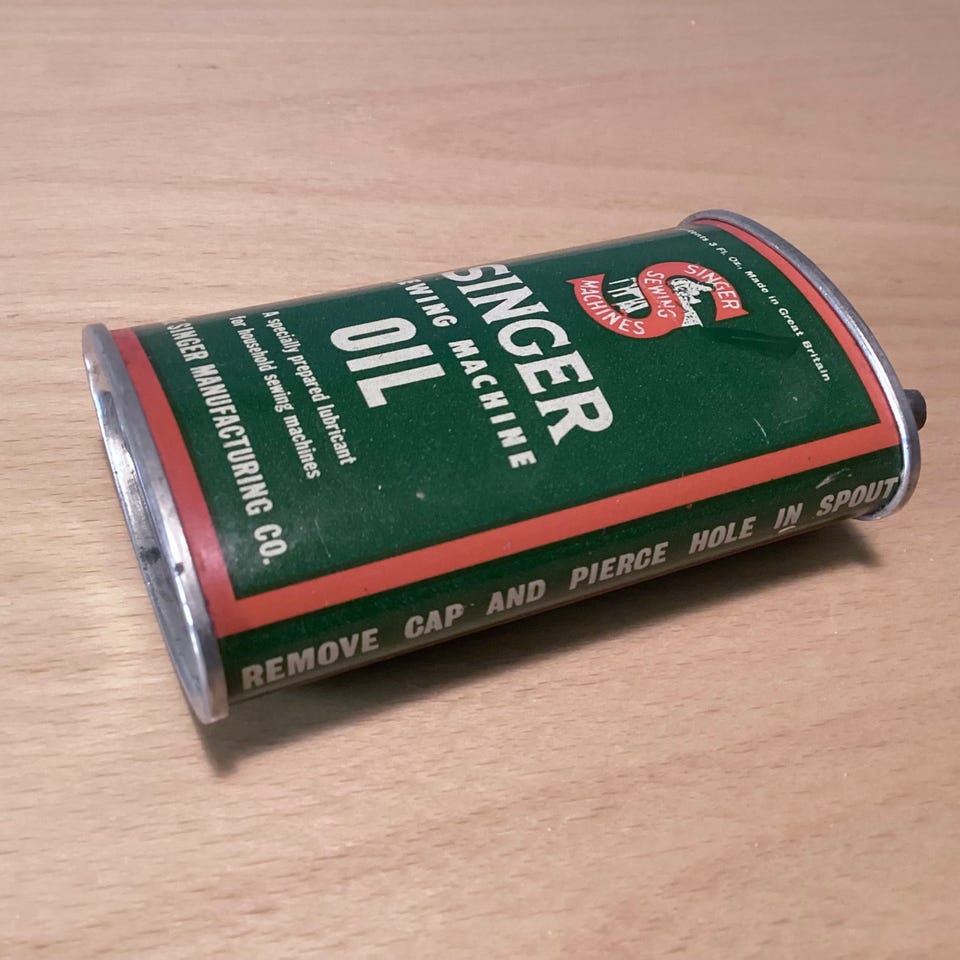 3 Fl. Oz., Made in Great Britain
SINGER
SEWING
MACHINES
SINGER
SEWING MACHINE
OIL
A specially prepared lubricant
for household sewing machines
SINGER MANUFACTURING CO.
REMOVE CAP AND PIERCE HOLE IN SPOUT